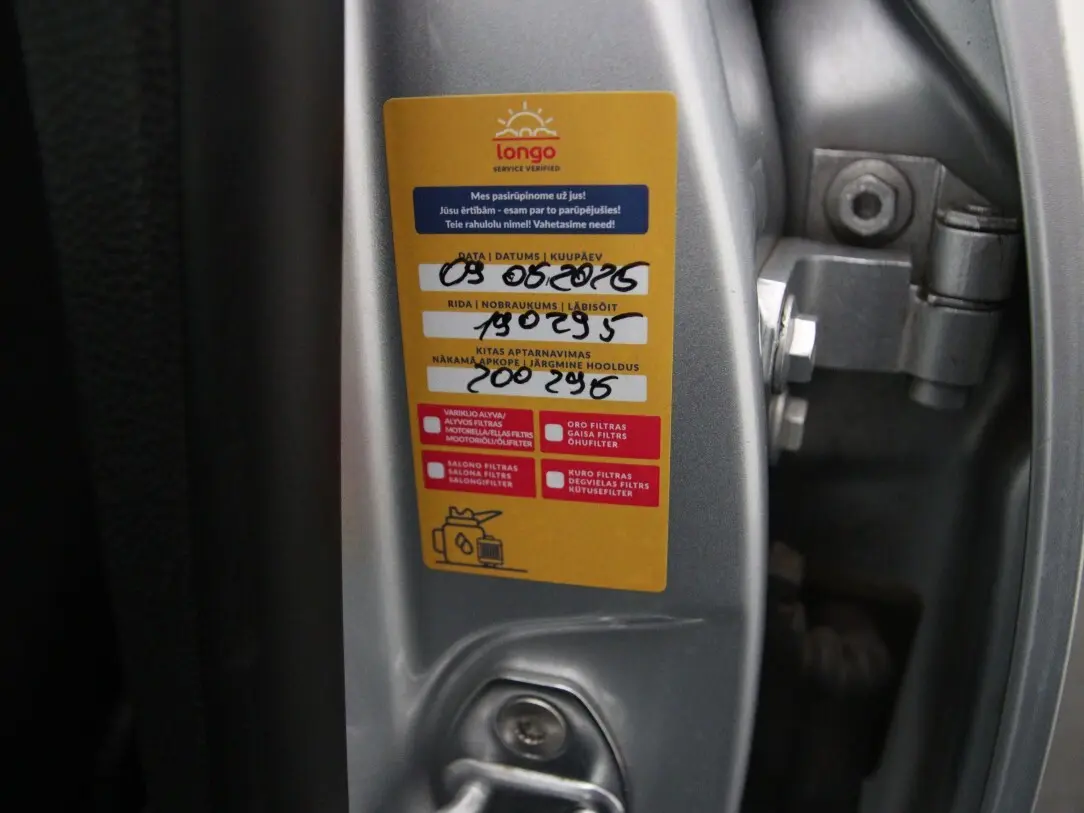 longo
SERVICE VERIFIED
Mes pasirūpinome už jus!
Jūsu ērtībām - esam par to parūpējušies!
Teie rahulolu nimel! Vahetasime need!
DATA | DATUMS | KUUPÄEV
09 06.2026
RIDA | NOBRAUKUMS | LÄBISÕIT
190295
KITAS APTARNAVIMAS
NĀKAMĀ APKOPE | JÄRGMINE HOOLDUS
200 296
VARIKLIO ALYVA/
ALYVOS FILTRAS
MOTOREĻĻA/EĻĻAS FILTRS
MOOTORIÕLI/ÕLIFILTER
ORO FILTRAS
GAISA FILTRS
ÕHUFILTER
SALONO FILTRAS
SALONA FILTRS
SALONGIFILTER
KURO FILTRAS
DEGVIELAS FILTRS
KÜTUSEFILTER